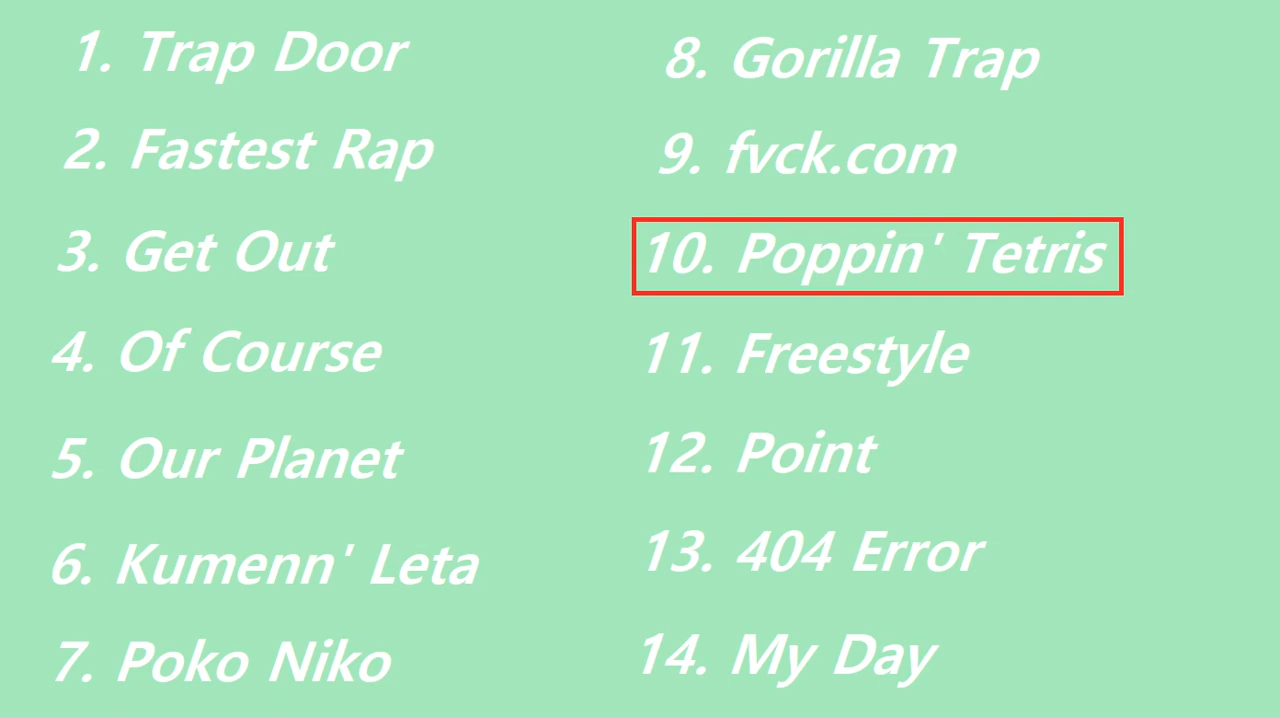 1. Trap Door
2. Fastest Rap
3. Get Out
4. Of Course
5. Our Planet
6. Kumenn' Leta
7. Poko Niko
8. Gorilla Trap
9. fvck.com
10. Poppin' Tetris
11. Freestyle
12. Point
13. 404 Error
14. My Day